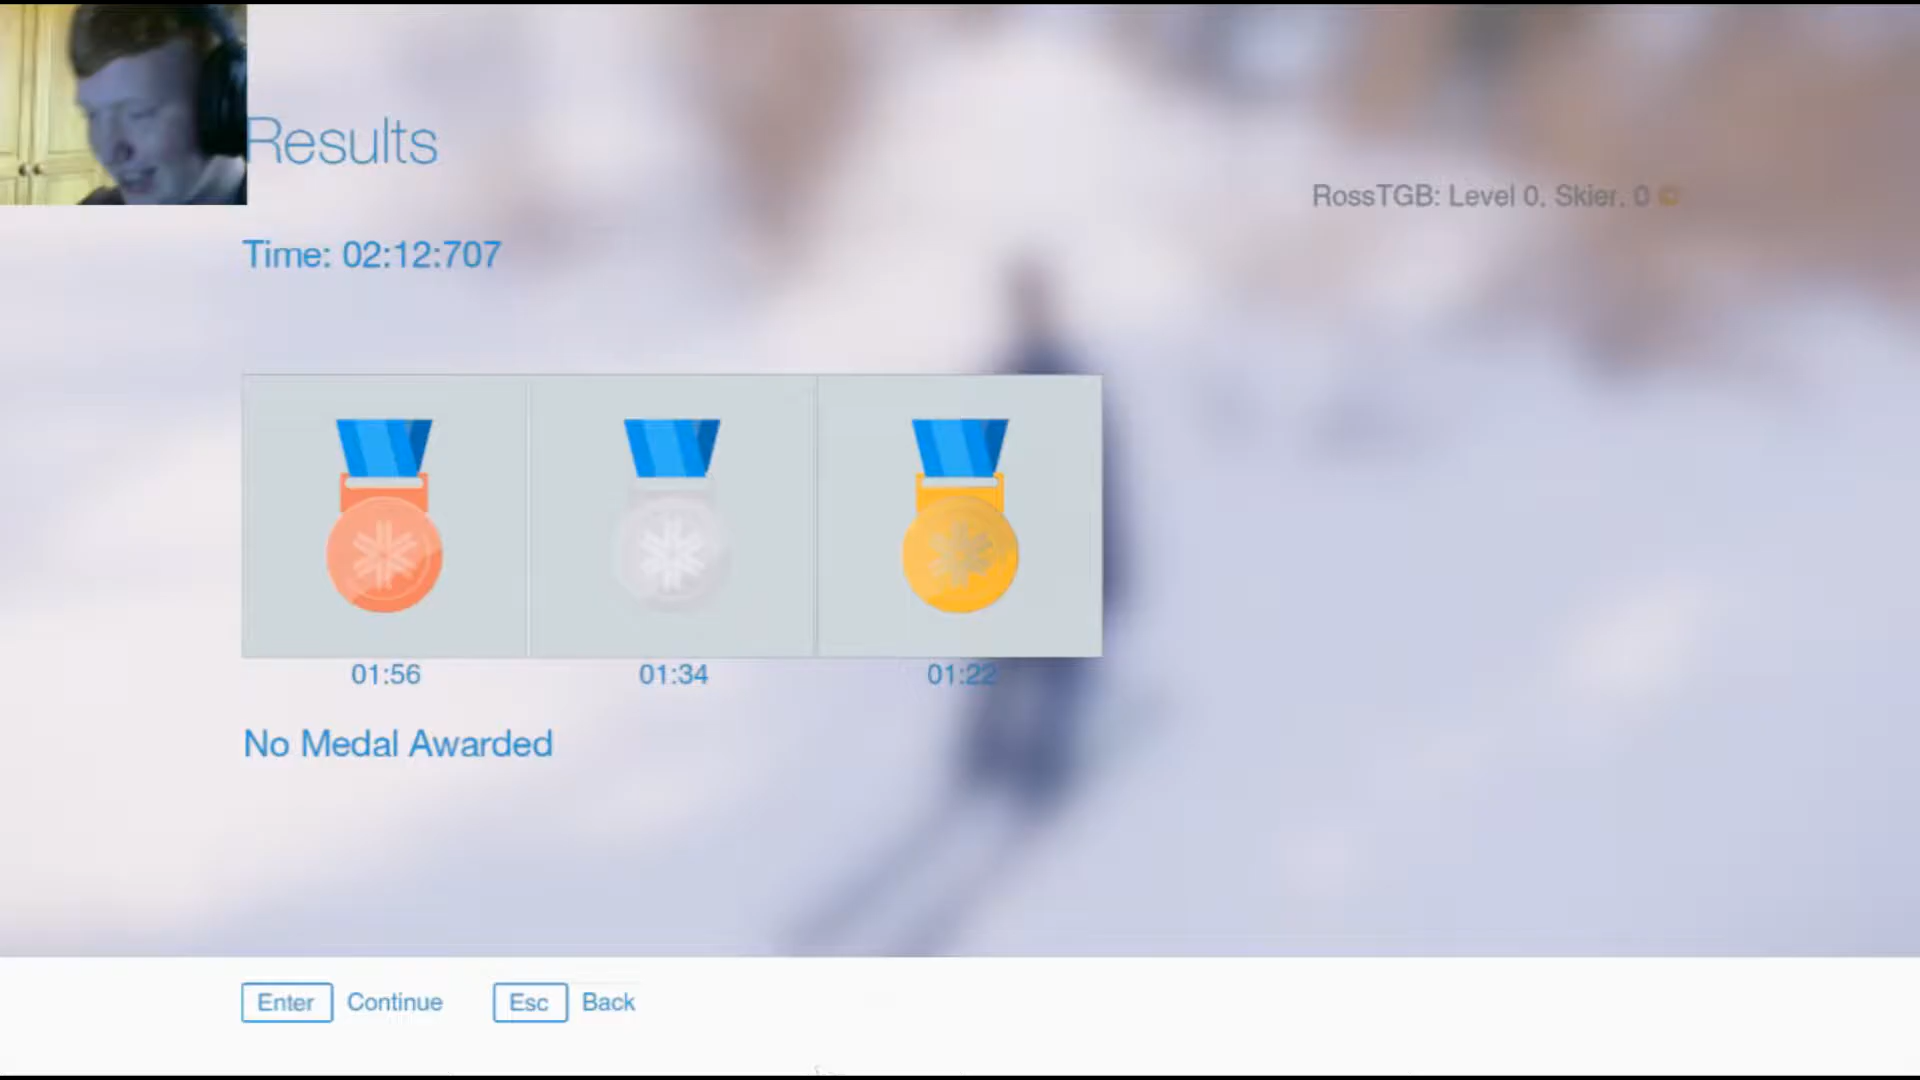 Results
RossTGB: Level 0. Skier. 0
Time: 02:12:707
01:56 01:34 01:22
No Medal Awarded
Enter Continue Esc Back